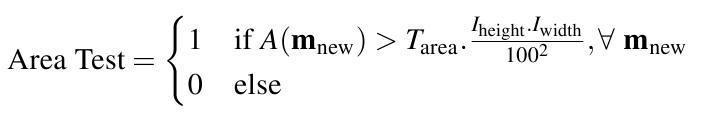 Area Test = { 1 if A(m_new) > T_area . I_height.I_width / 100^2 , ∀ m_new
0 else